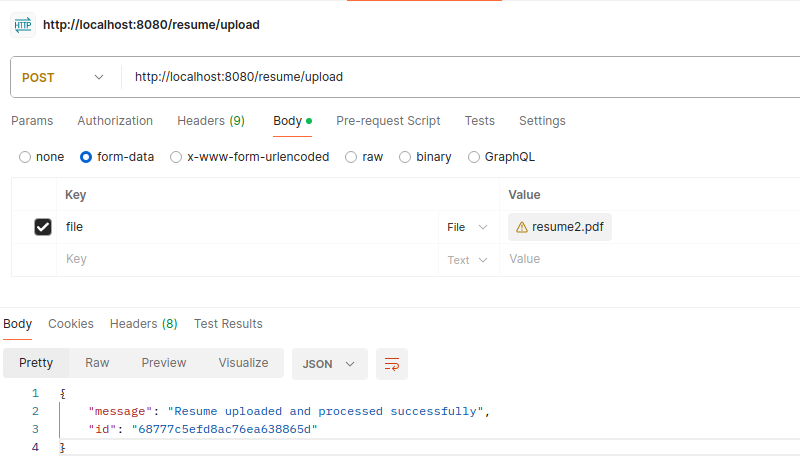 HTTP http://localhost:8080/resume/upload
POST http://localhost:8080/resume/upload
Params Authorization Headers (9) Body Pre-request Script Tests Settings
none form-data x-www-form-urlencoded raw binary GraphQL
Key Value
file File resume2.pdf
Key Text Value
Body Cookies Headers (8) Test Results
Pretty Raw Preview Visualize JSON
1 {
2 "message": "Resume uploaded and processed successfully",
3 "id": "68777c5efd8ac76ea638865d"
4 }